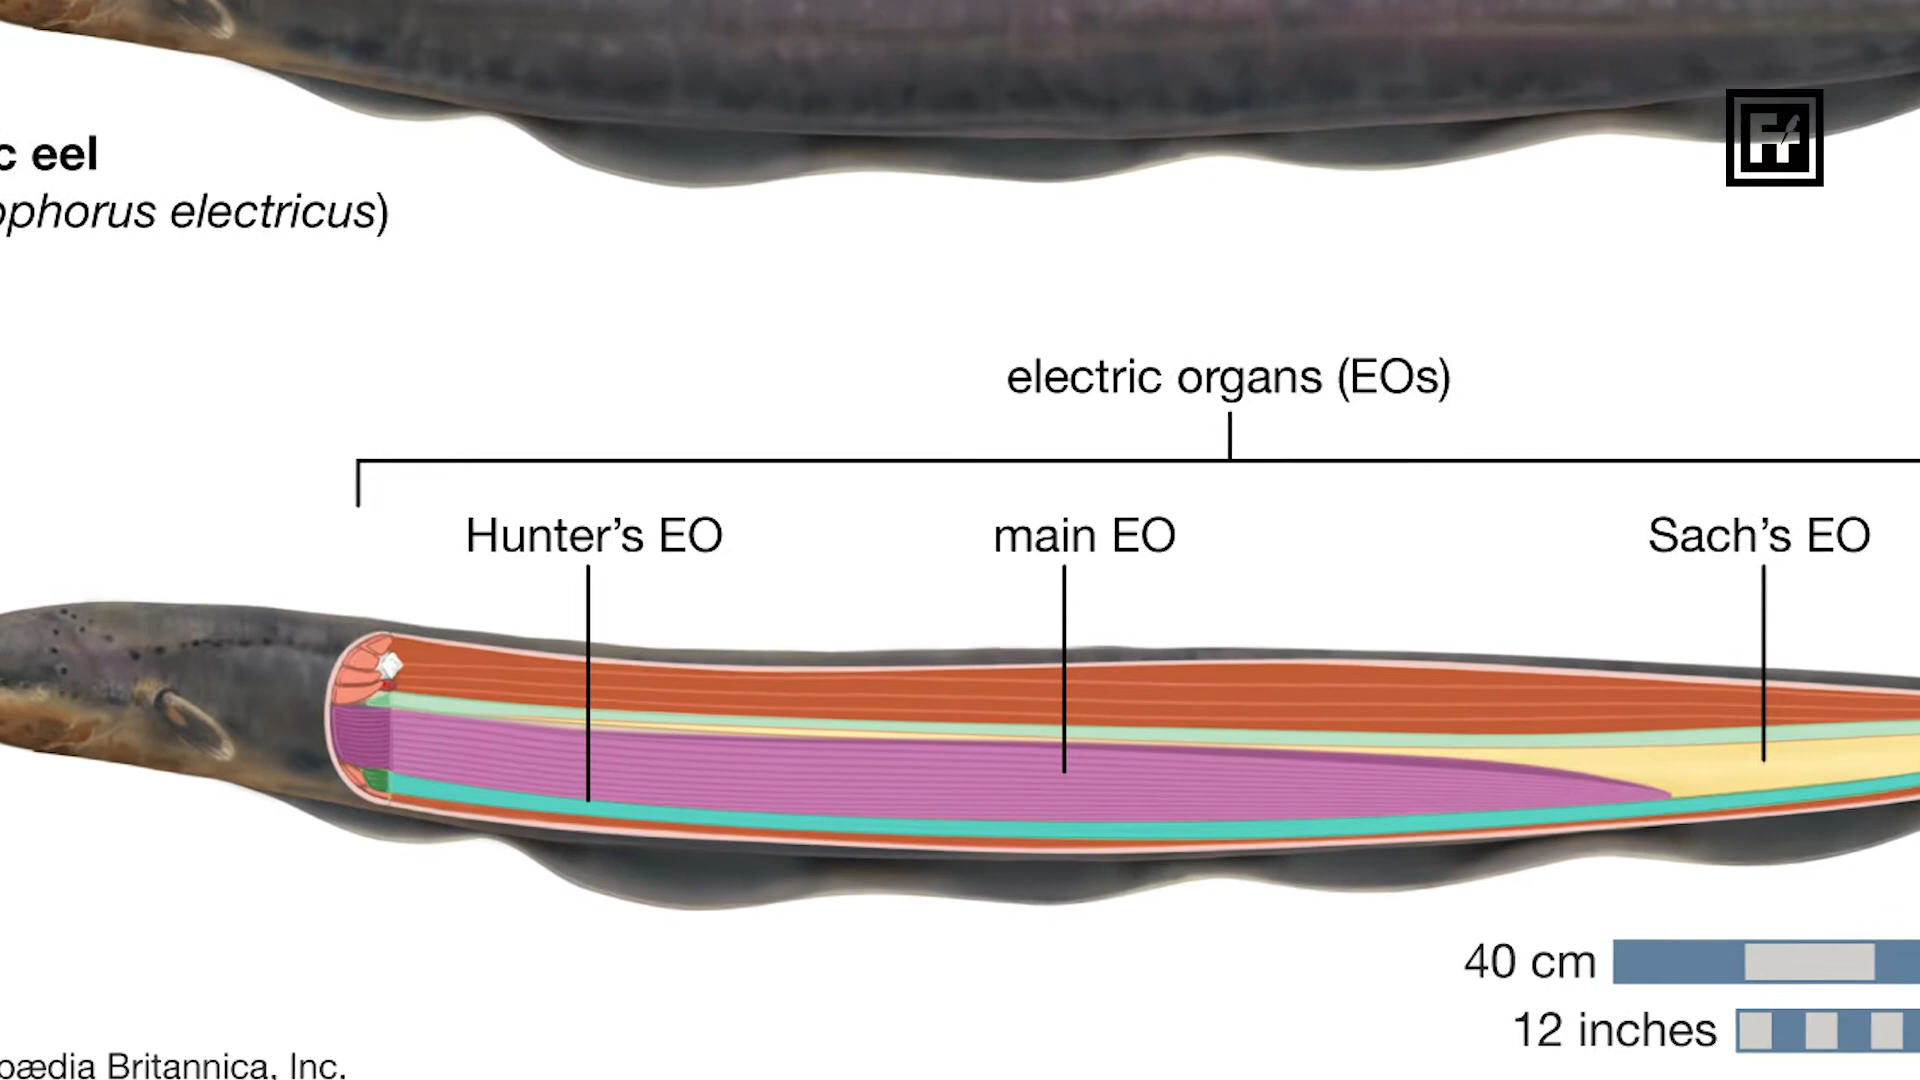 c eel
ophorus electricus)
electric organs (EOs)
Hunter’s EO
main EO
Sach’s EO
40 cm
12 inches
pædia Britannica, Inc.